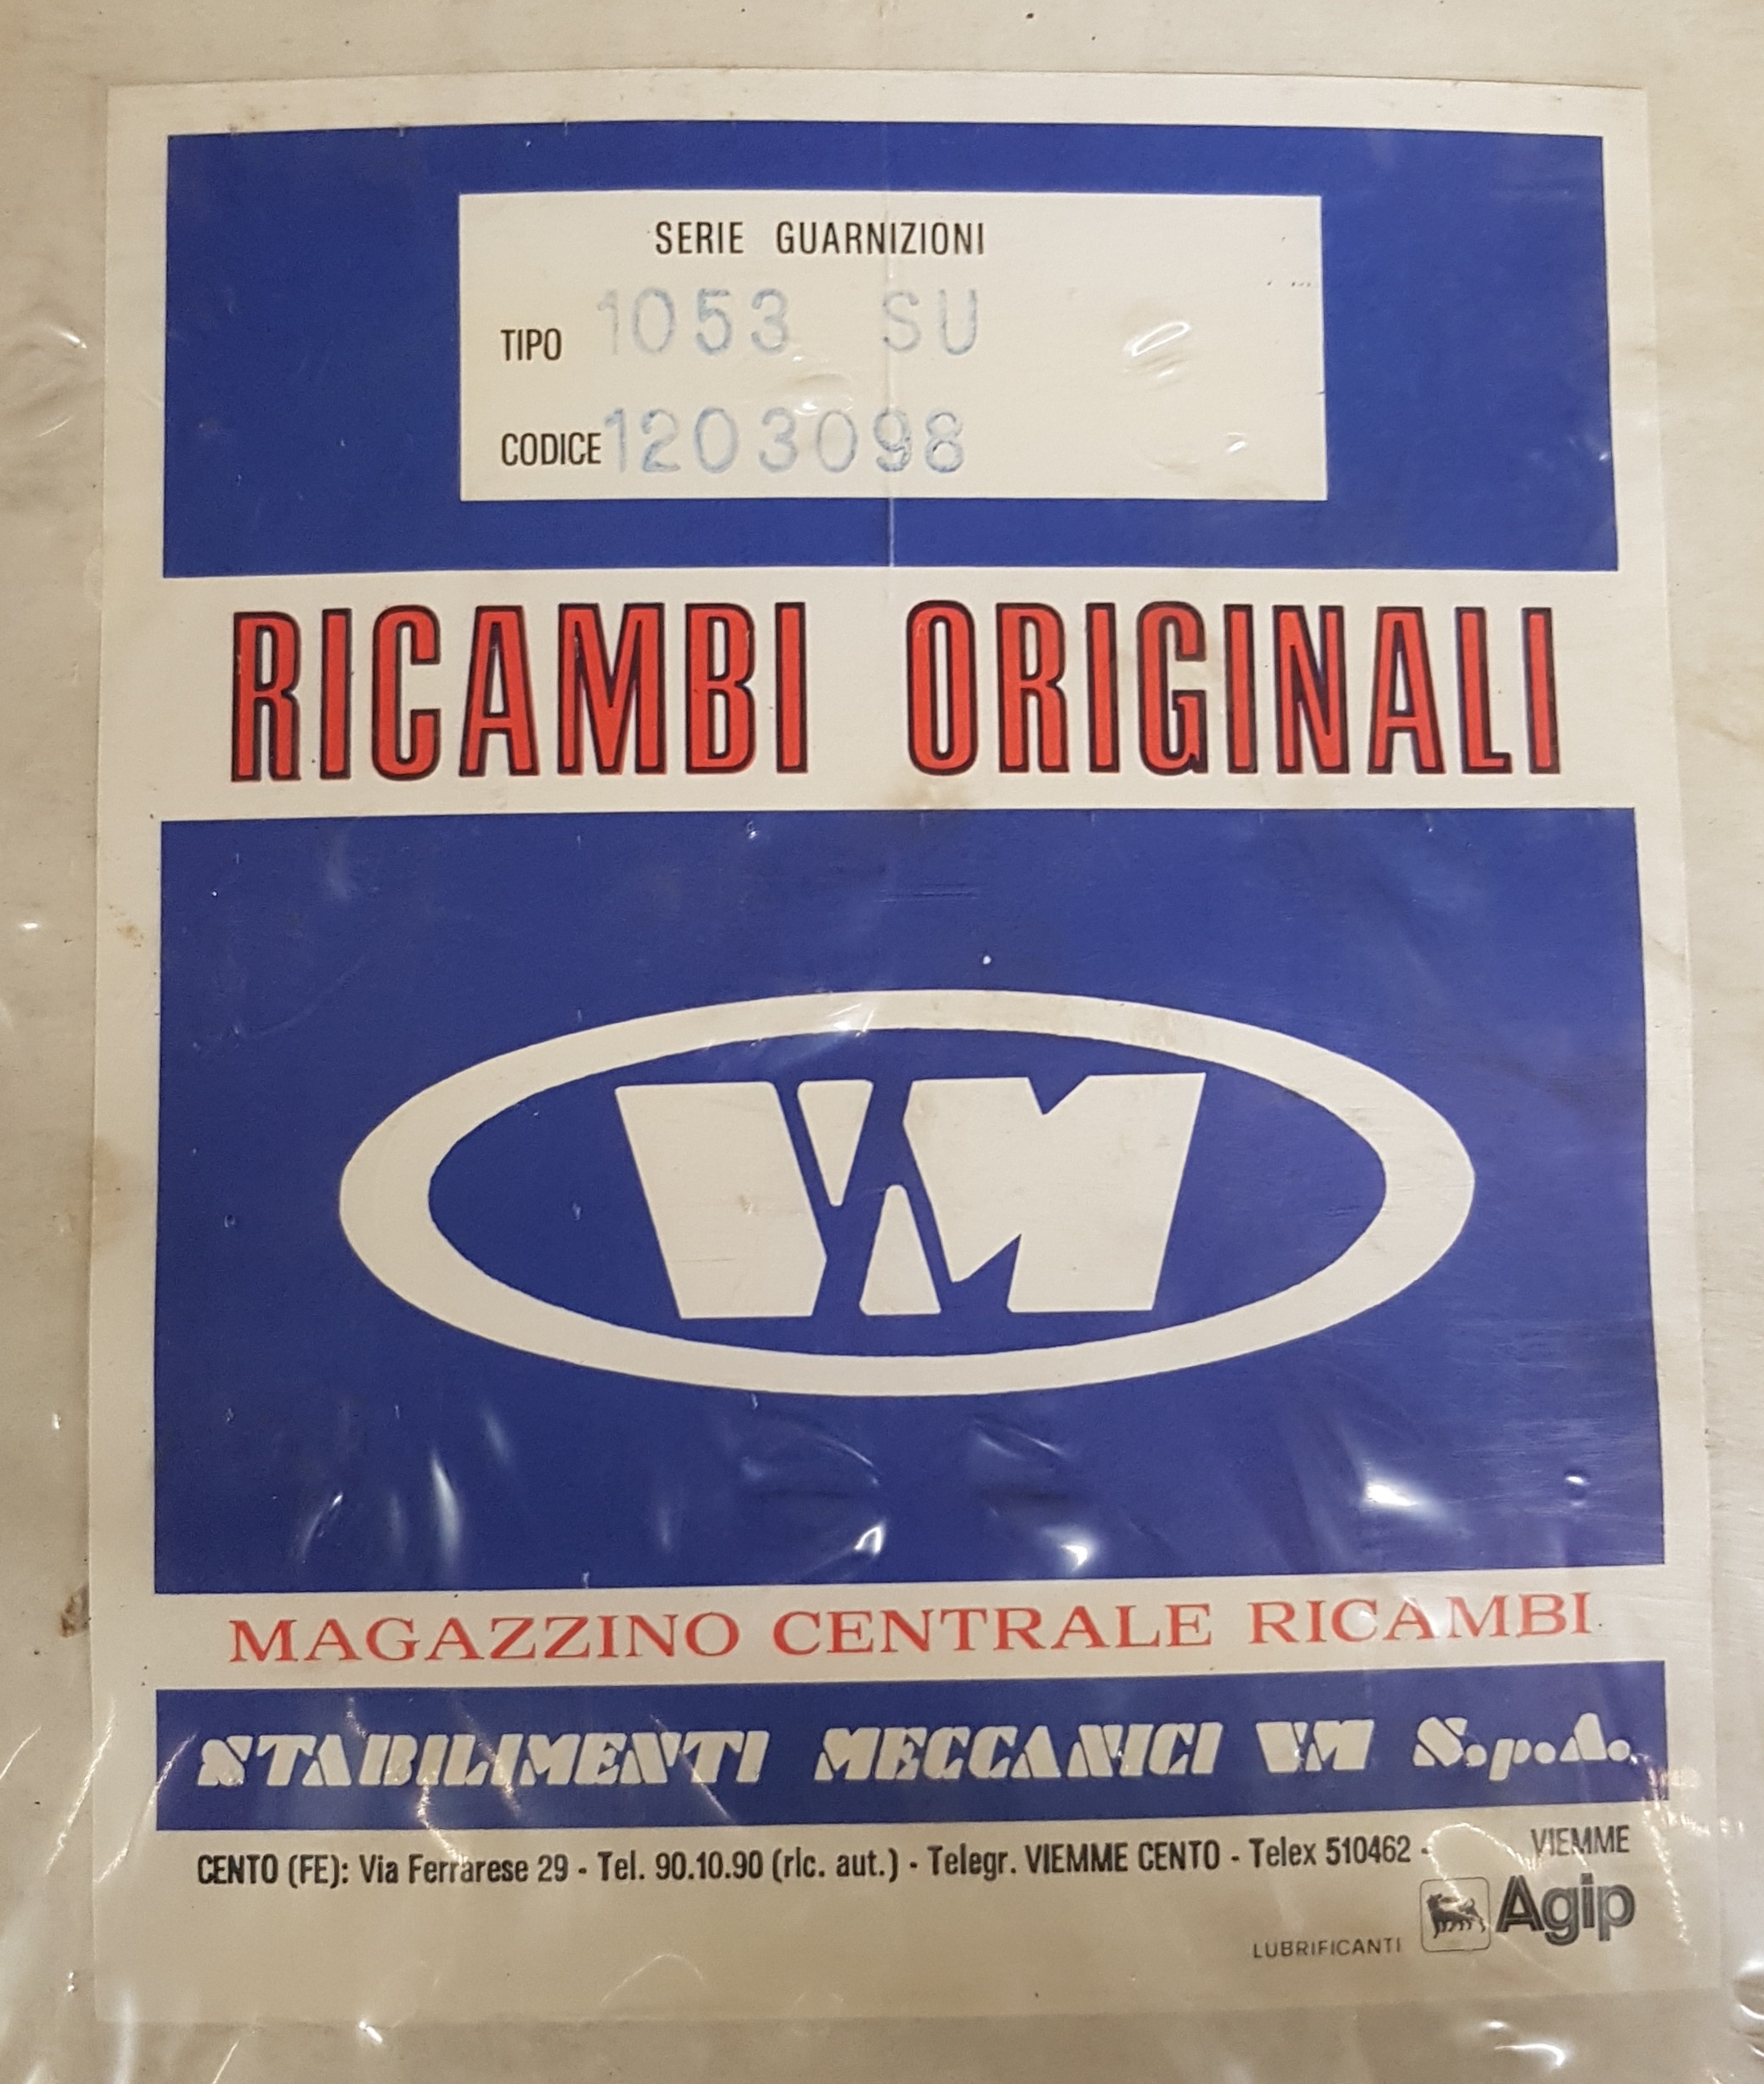 SERIE GUARNIZIONI
TIPO 1053 SU
CODICE 1203098
RICAMBI ORIGINALI
VM
MAGAZZINO CENTRALE RICAMBI
STABILIMENTI MECCANICI VM S.p.A.
CENTO (FE): Via Ferrarese 29 - Tel. 90.10.90 (ric. aut.) - Telegr. VIEMME CENTO - Telex 510462 - VIEMME
LUBRIFICANTI Agip